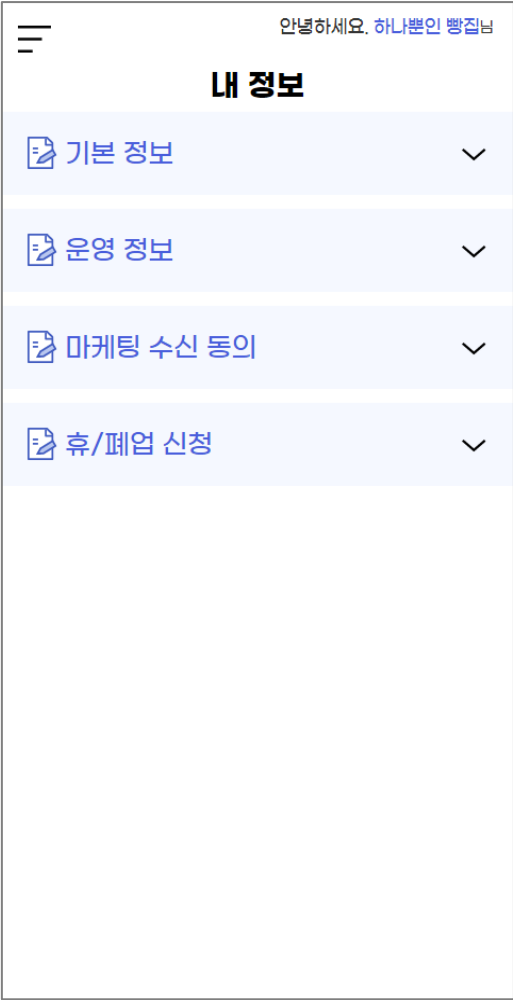 안녕하세요. 하나뿐인 빵집님
내 정보
기본 정보
운영 정보
마케팅 수신 동의
휴/폐업 신청